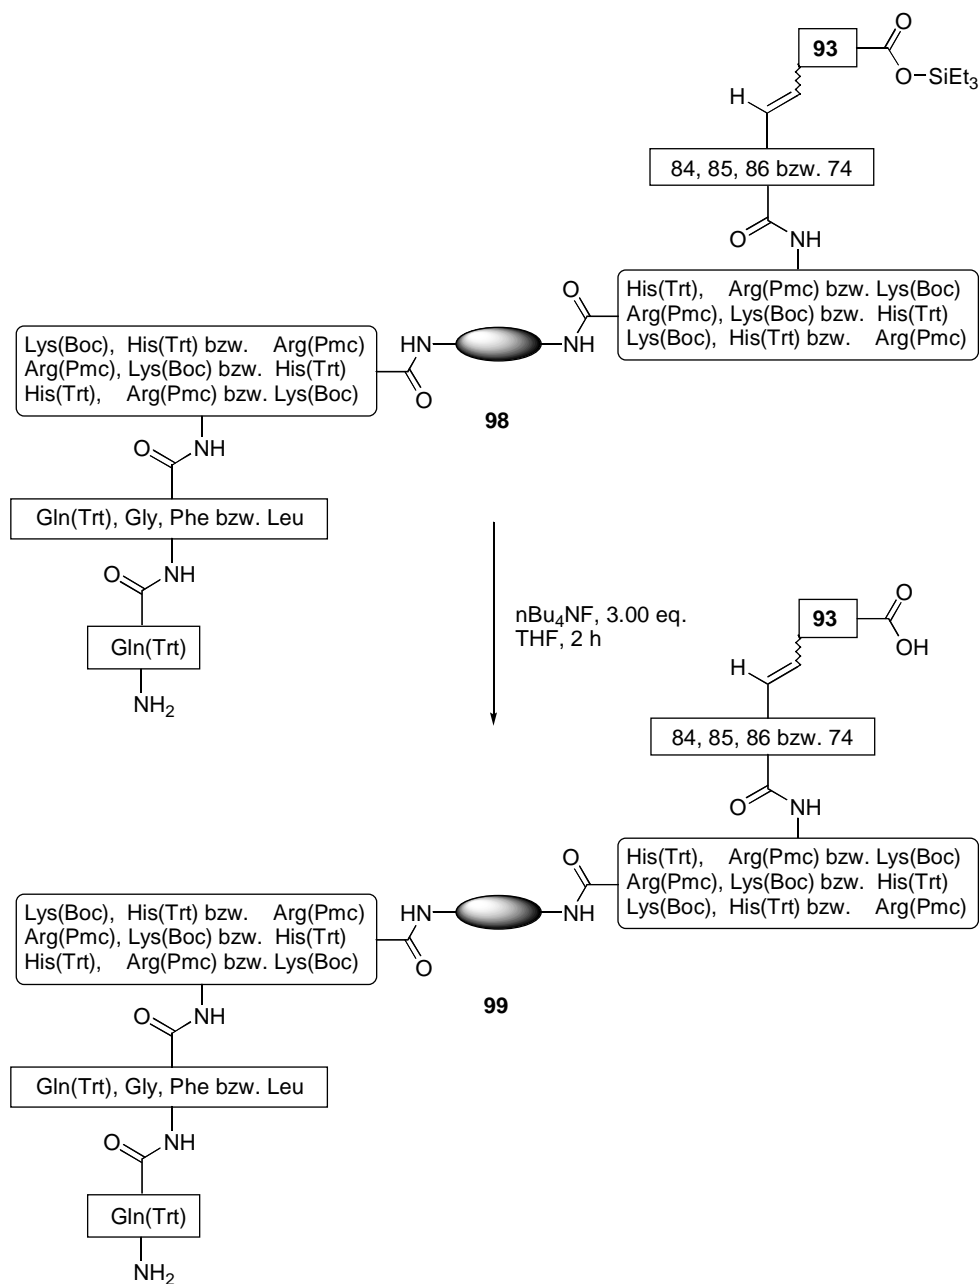 93
O
O–SiEt3
H
84, 85, 86 bzw. 74
O
NH
His(Trt), Arg(Pmc) bzw. Lys(Boc)
Arg(Pmc), Lys(Boc) bzw. His(Trt)
Lys(Boc), His(Trt) bzw. Arg(Pmc)
O
HN
NH
Lys(Boc), His(Trt) bzw. Arg(Pmc)
Arg(Pmc), Lys(Boc) bzw. His(Trt)
His(Trt), Arg(Pmc) bzw. Lys(Boc)
O
98
O
NH
Gln(Trt), Gly, Phe bzw. Leu
O
NH
Gln(Trt)
NH2
nBu4NF, 3.00 eq.
THF, 2 h
93
O
OH
H
84, 85, 86 bzw. 74
O
NH
His(Trt), Arg(Pmc) bzw. Lys(Boc)
Arg(Pmc), Lys(Boc) bzw. His(Trt)
Lys(Boc), His(Trt) bzw. Arg(Pmc)
O
HN
NH
Lys(Boc), His(Trt) bzw. Arg(Pmc)
Arg(Pmc), Lys(Boc) bzw. His(Trt)
His(Trt), Arg(Pmc) bzw. Lys(Boc)
O
99
O
NH
Gln(Trt), Gly, Phe bzw. Leu
O
NH
Gln(Trt)
NH2